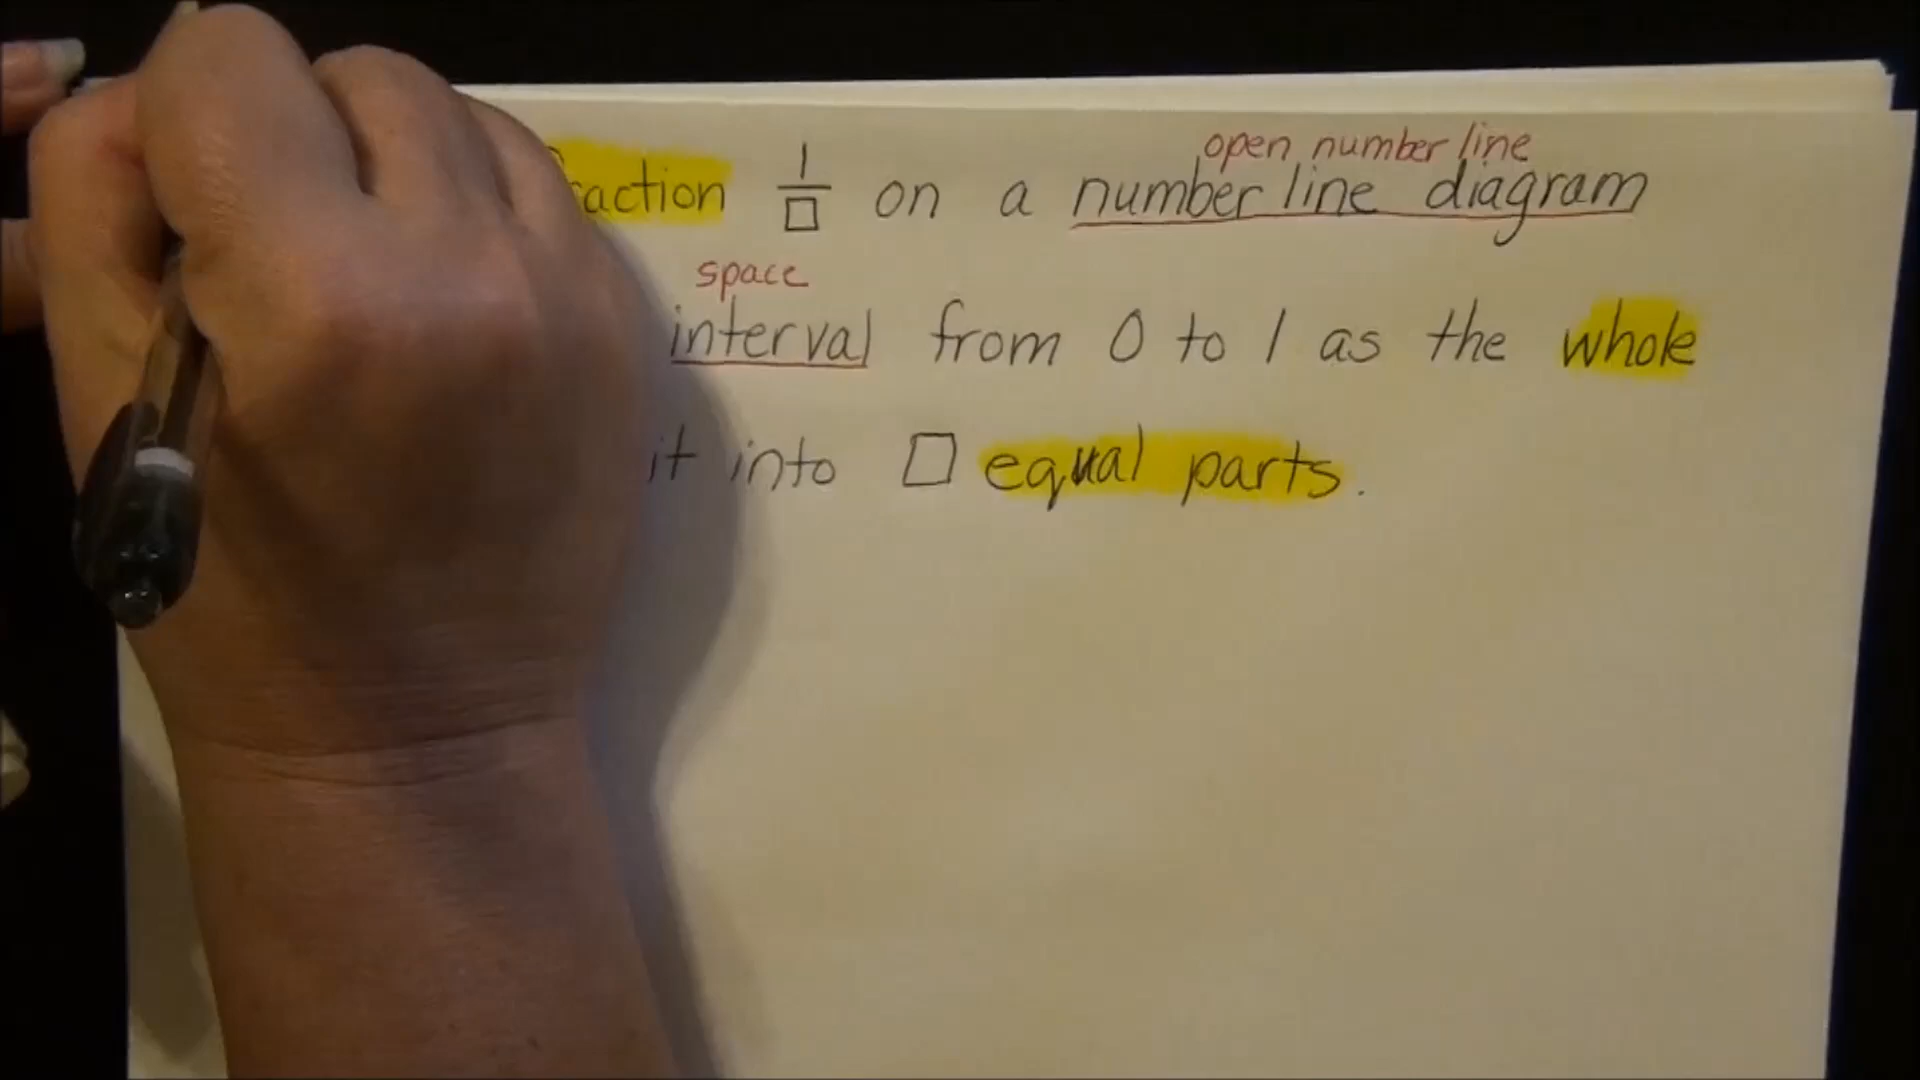 open number line
fraction 1/□ on a number line diagram
space
interval from 0 to 1 as the whole
it into □ equal parts.